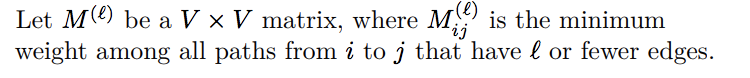 Let M^{(ℓ)} be a V × V matrix, where M_{ij}^{(ℓ)} is the minimum
weight among all paths from i to j that have ℓ or fewer edges.